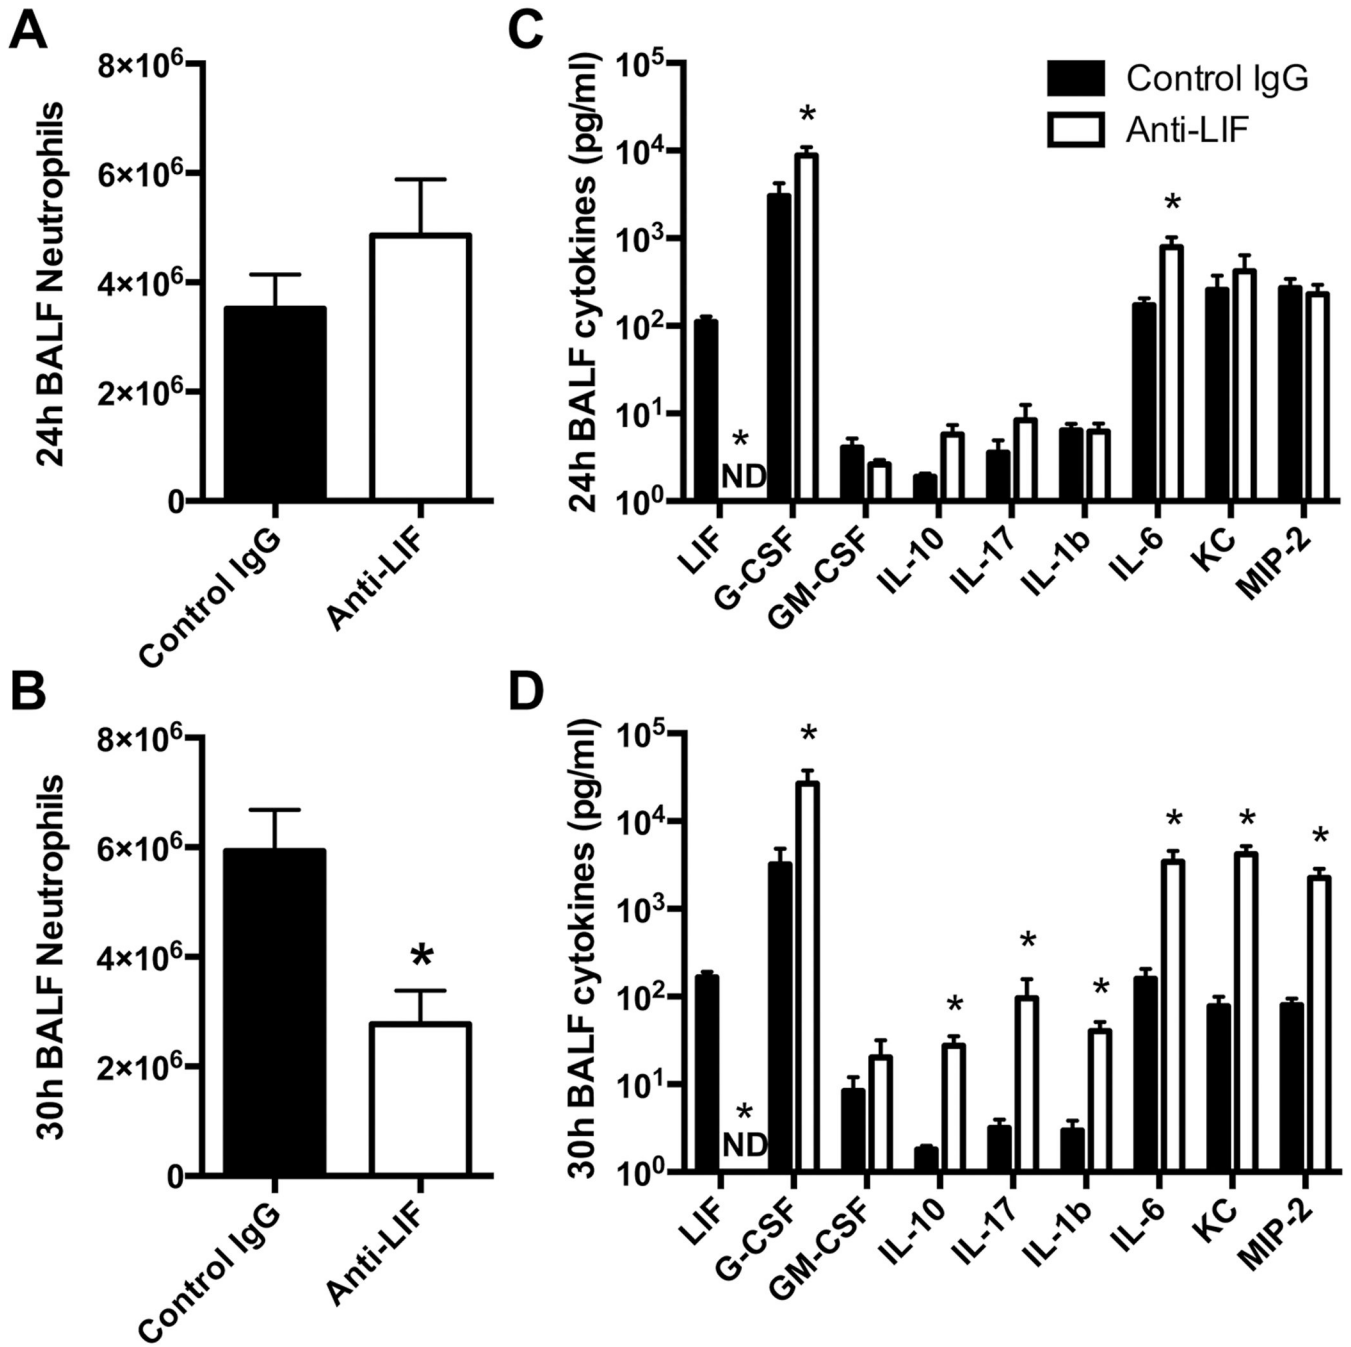 A
24h BALF Neutrophils
8×10⁶
6×10⁶
4×10⁶
2×10⁶
0
Control IgG
Anti-LIF
C
24h BALF cytokines (pg/ml)
10⁵
10⁴
10³
10²
10¹
10⁰
Control IgG
Anti-LIF
*
*
*
ND
LIF
G-CSF
GM-CSF
IL-10
IL-17
IL-1b
IL-6
KC
MIP-2
B
30h BALF Neutrophils
8×10⁶
6×10⁶
4×10⁶
2×10⁶
0
*
Control IgG
Anti-LIF
D
30h BALF cytokines (pg/ml)
10⁵
10⁴
10³
10²
10¹
10⁰
*
ND
*
*
*
*
*
*
*
LIF
G-CSF
GM-CSF
IL-10
IL-17
IL-1b
IL-6
KC
MIP-2